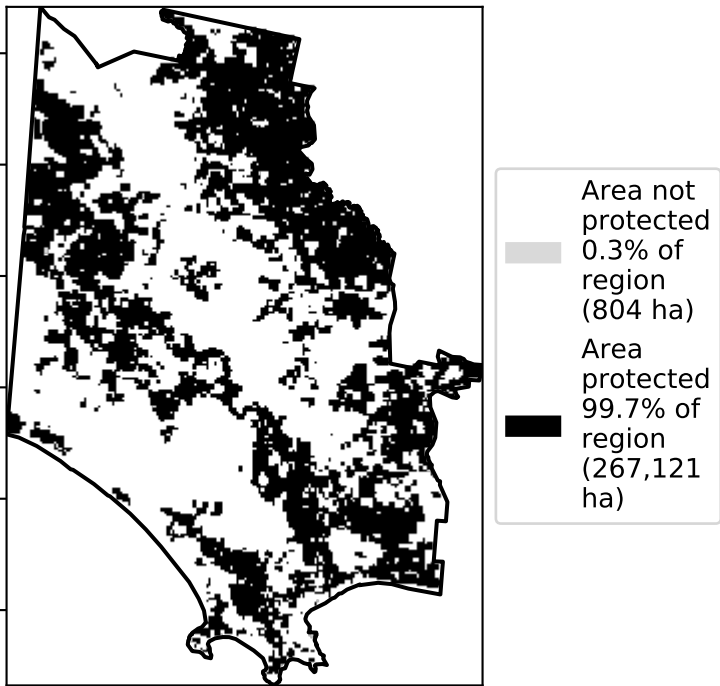 Area not
protected
0.3% of
region
(804 ha)
Area
protected
99.7% of
region
(267,121
ha)